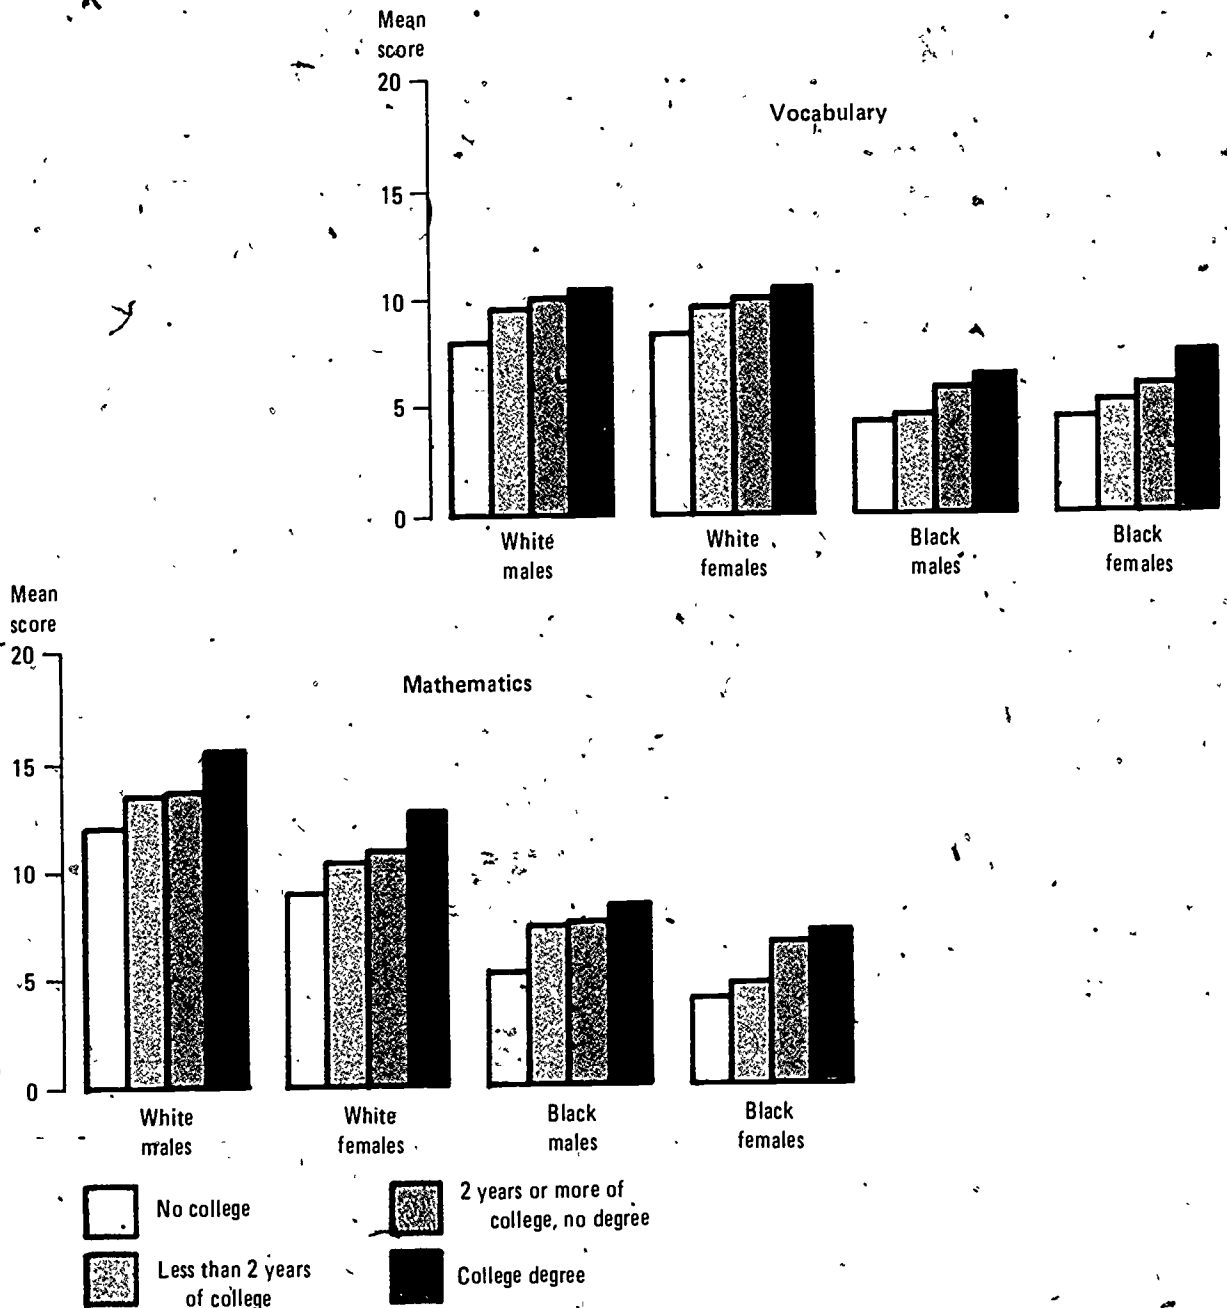 Mean
score
20
Vocabulary
15
10
5
0
White
males
White
females
Black
males
Black
females
Mean
score
20
Mathematics
15
10
5
0
White
males
White
females
Black
males
Black
females
No college
2 years or more of
college, no degree
Less than 2 years
of college
College degree